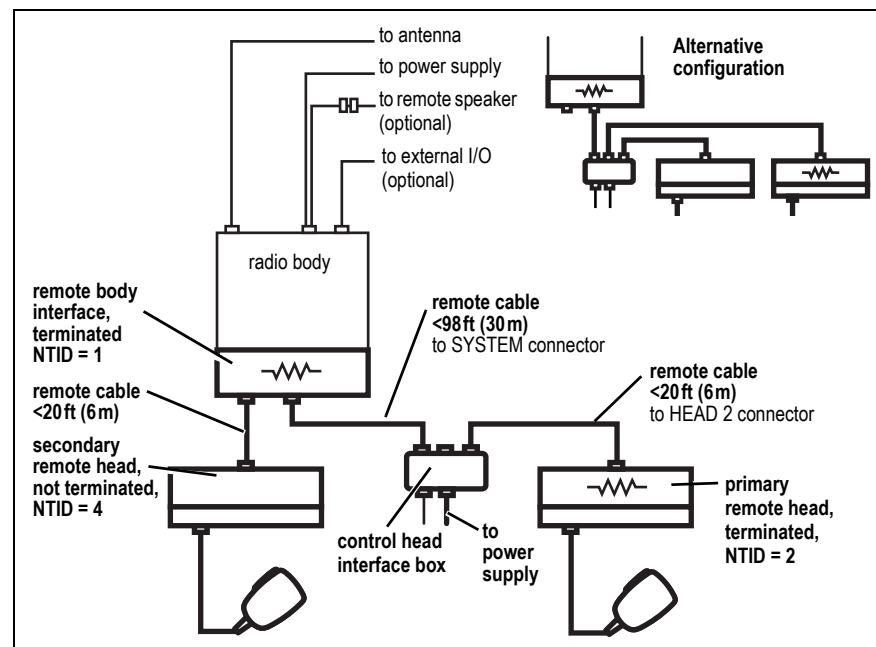 to antenna
to power supply
to remote speaker
(optional)
to external I/O
(optional)
Alternative
configuration
radio body
remote body
interface,
terminated
NTID = 1
remote cable
<98ft (30m)
to SYSTEM connector
remote cable
<20ft (6m)
to HEAD 2 connector
remote cable
<20ft (6m)
secondary
remote head,
not terminated,
NTID = 4
control head
interface box
to
power
supply
primary
remote head,
terminated,
NTID = 2